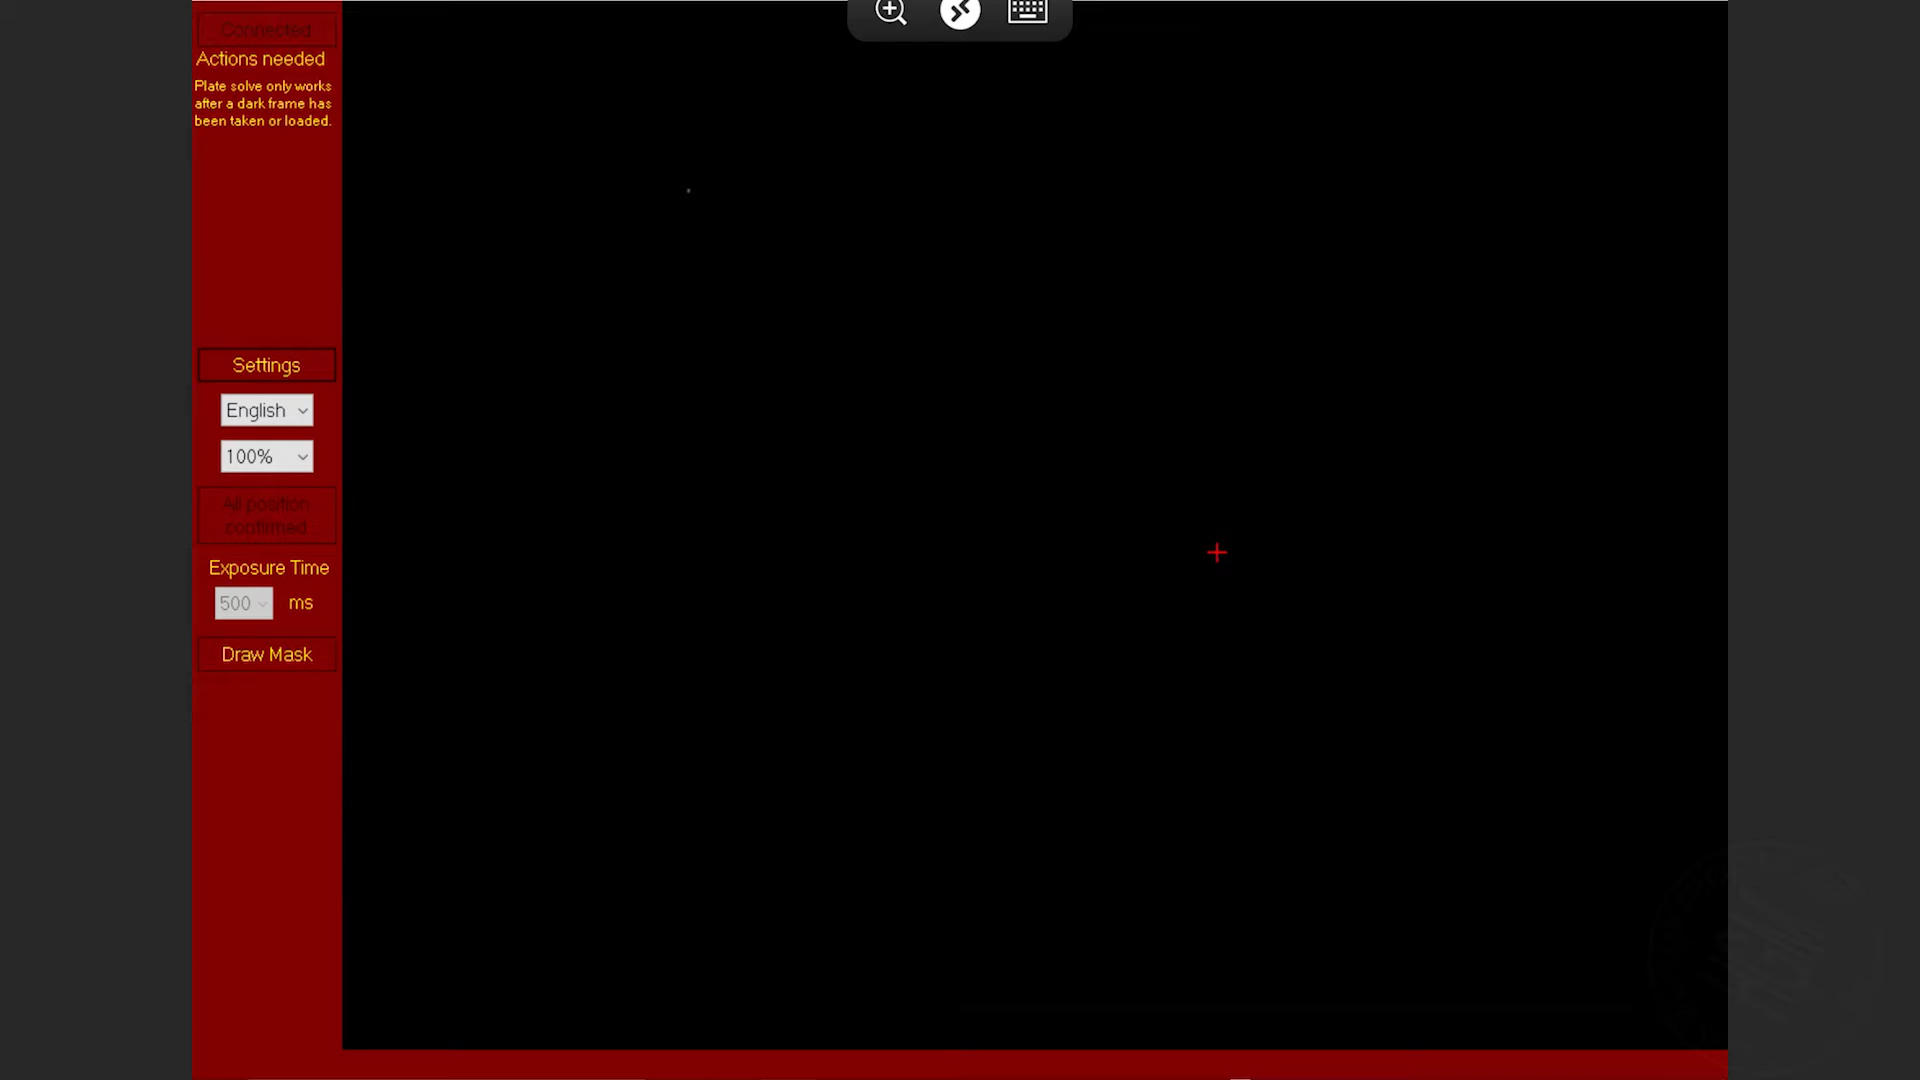 Connected
Actions needed
Plate solve only works
after a dark frame has
been taken or loaded.
Settings
English
100%
All position
confirmed
Exposure Time
500 ms
Draw Mask